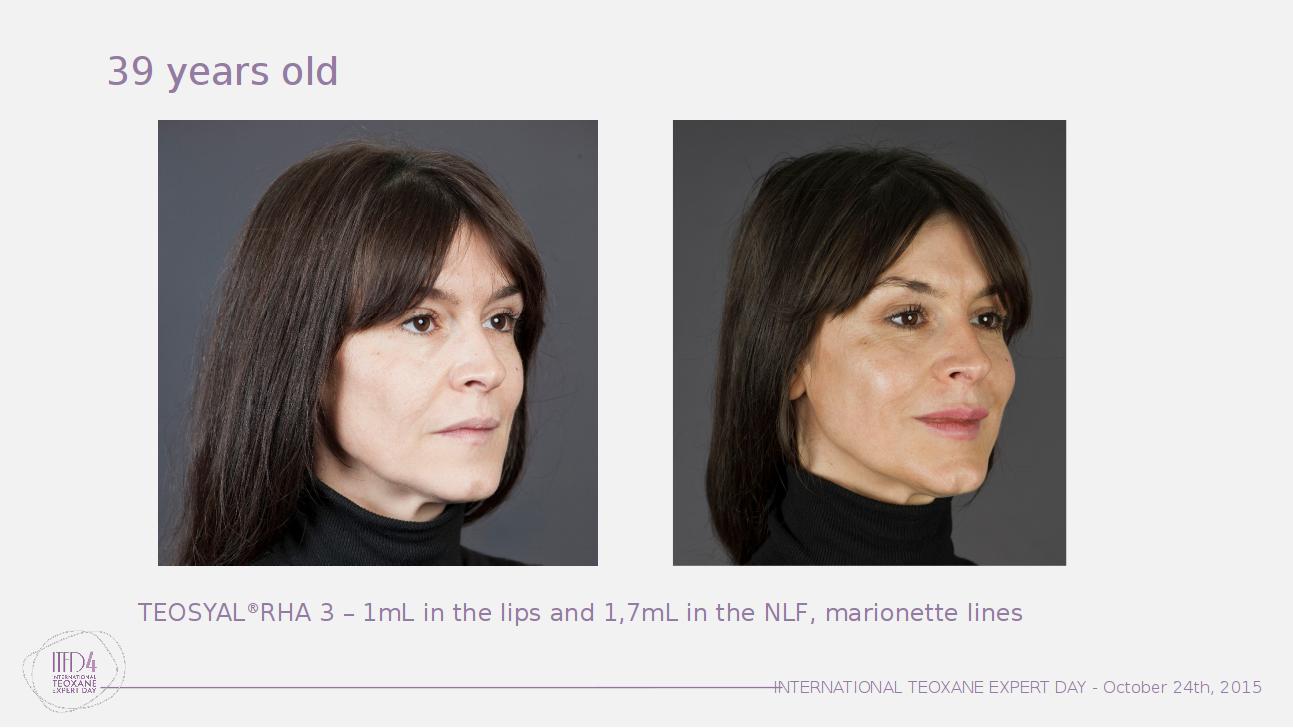 39 years old
TEOSYAL®RHA 3 – 1mL in the lips and 1,7mL in the NLF, marionette lines
ITED4
INTERNATIONAL
TEOXANE
EXPERT DAY
INTERNATIONAL TEOXANE EXPERT DAY - October 24th, 2015